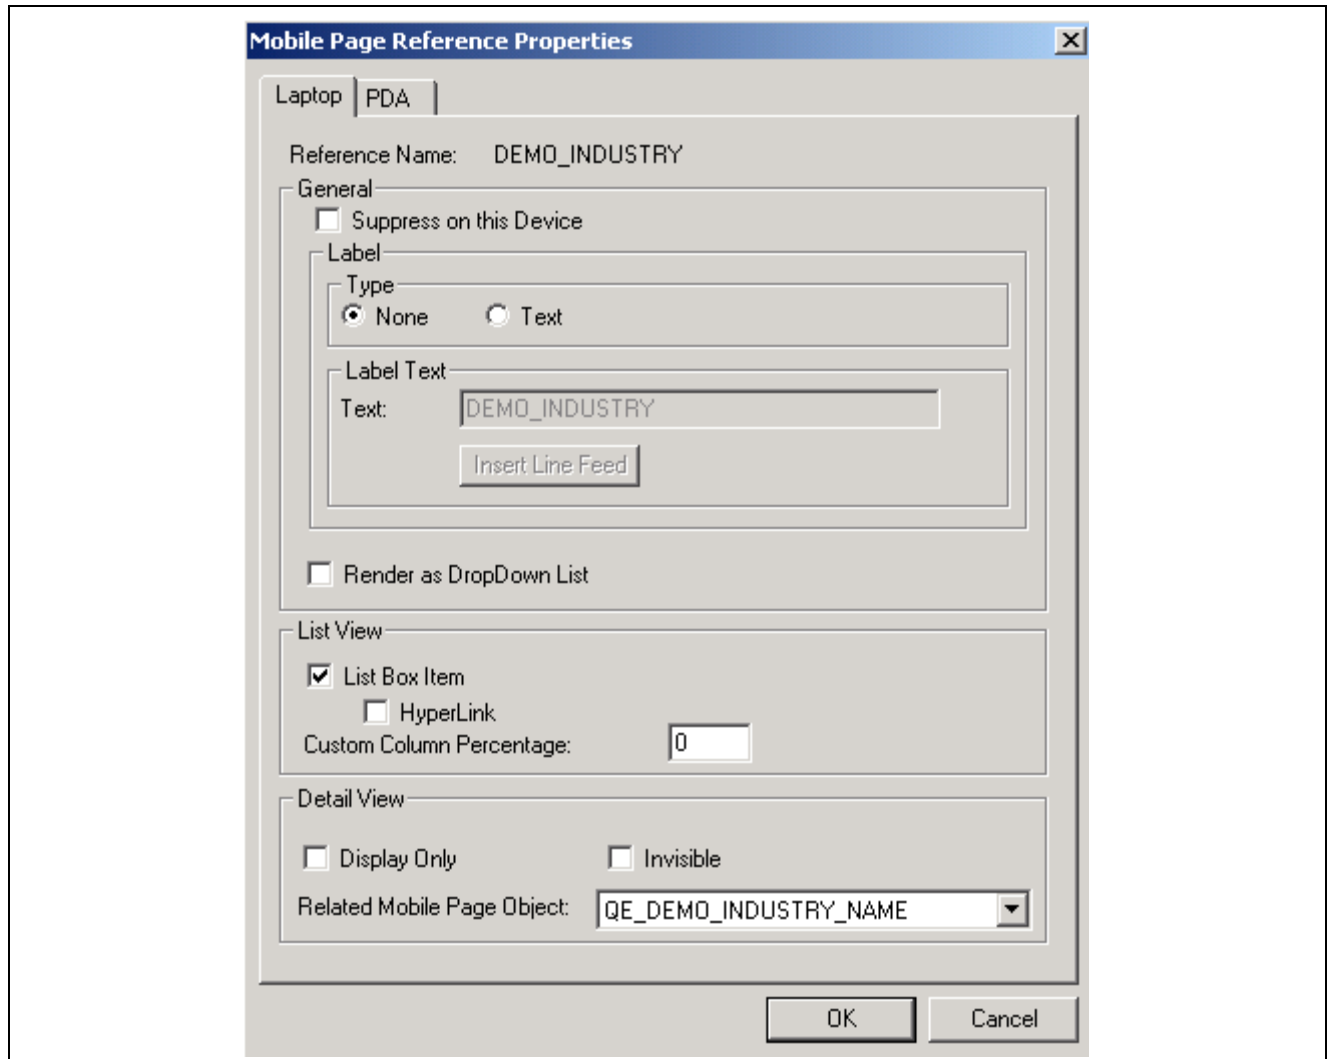 Mobile Page Reference Properties
Laptop PDA
Reference Name: DEMO_INDUSTRY
General
Suppress on this Device
Label
Type
None Text
Label Text
Text: DEMO_INDUSTRY
Insert Line Feed
Render as DropDown List
List View
List Box Item
HyperLink
Custom Column Percentage: 0
Detail View
Display Only Invisible
Related Mobile Page Object: QE_DEMO_INDUSTRY_NAME
OK Cancel